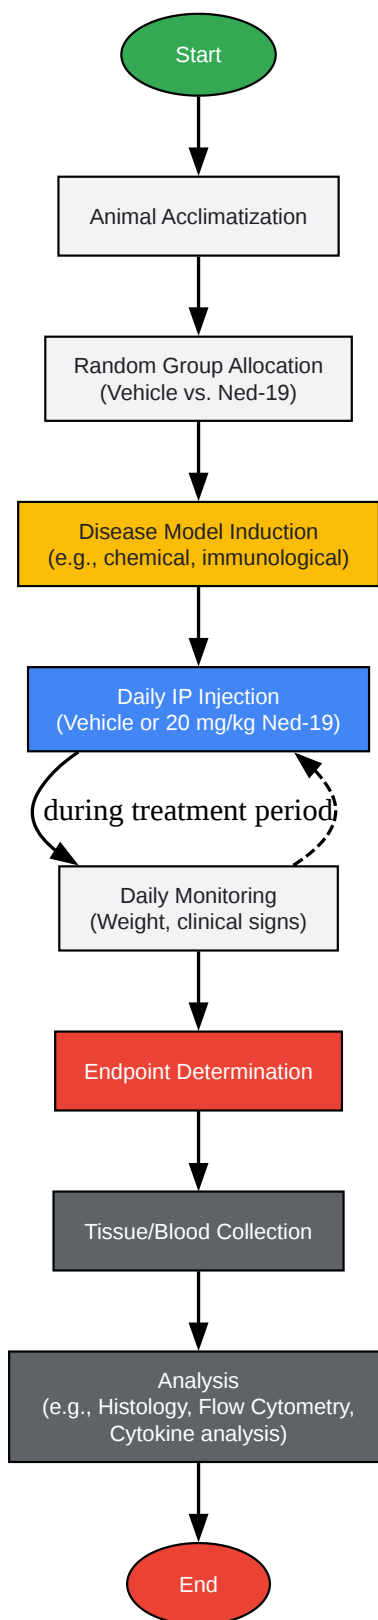 Start
Animal Acclimatization
Random Group Allocation
(Vehicle vs. Ned-19)
Disease Model Induction
(e.g., chemical, immunological)
Daily IP Injection
(Vehicle or 20 mg/kg Ned-19)
during treatment period
Daily Monitoring
(Weight, clinical signs)
Endpoint Determination
Tissue/Blood Collection
Analysis
(e.g., Histology, Flow Cytometry,
Cytokine analysis)
End